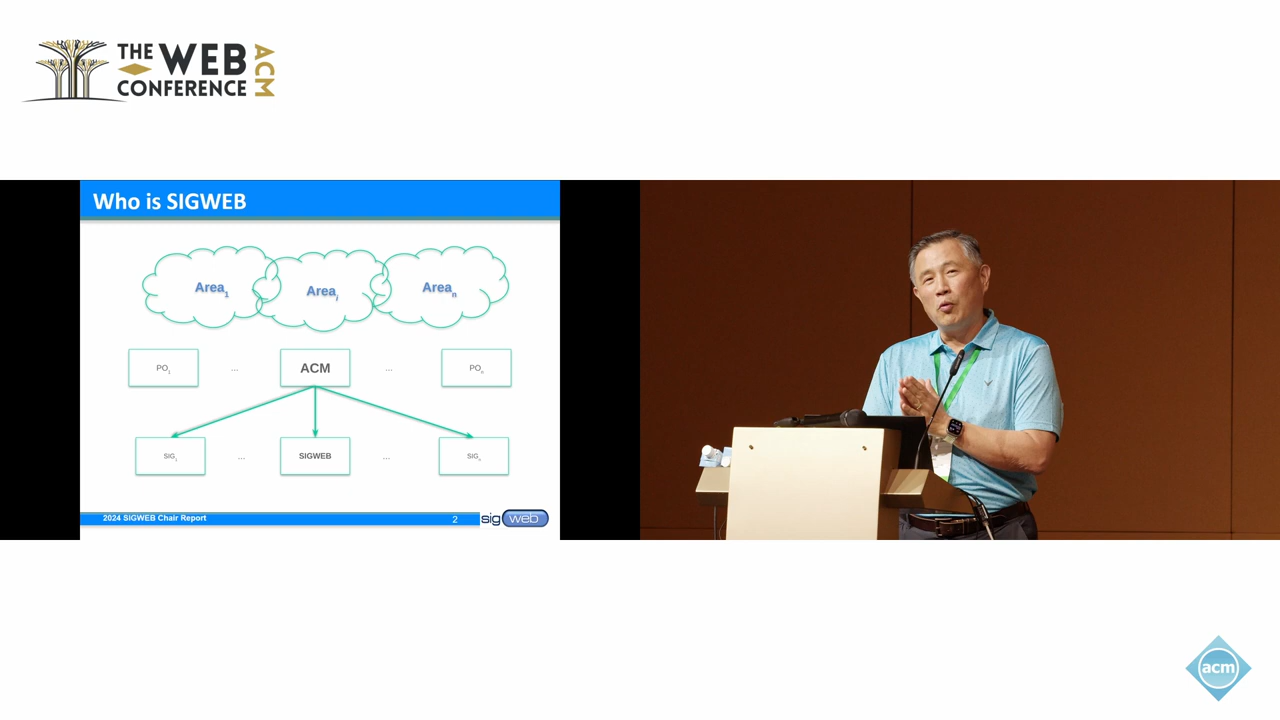 THE WEB
CONFERENCE
ACM
Who is SIGWEB
Area1
Areai
Arean
PO1
...
ACM
...
POn
SIG1
...
SIGWEB
...
SIGn
2024 SIGWEB Chair Report
2
sig web
acm